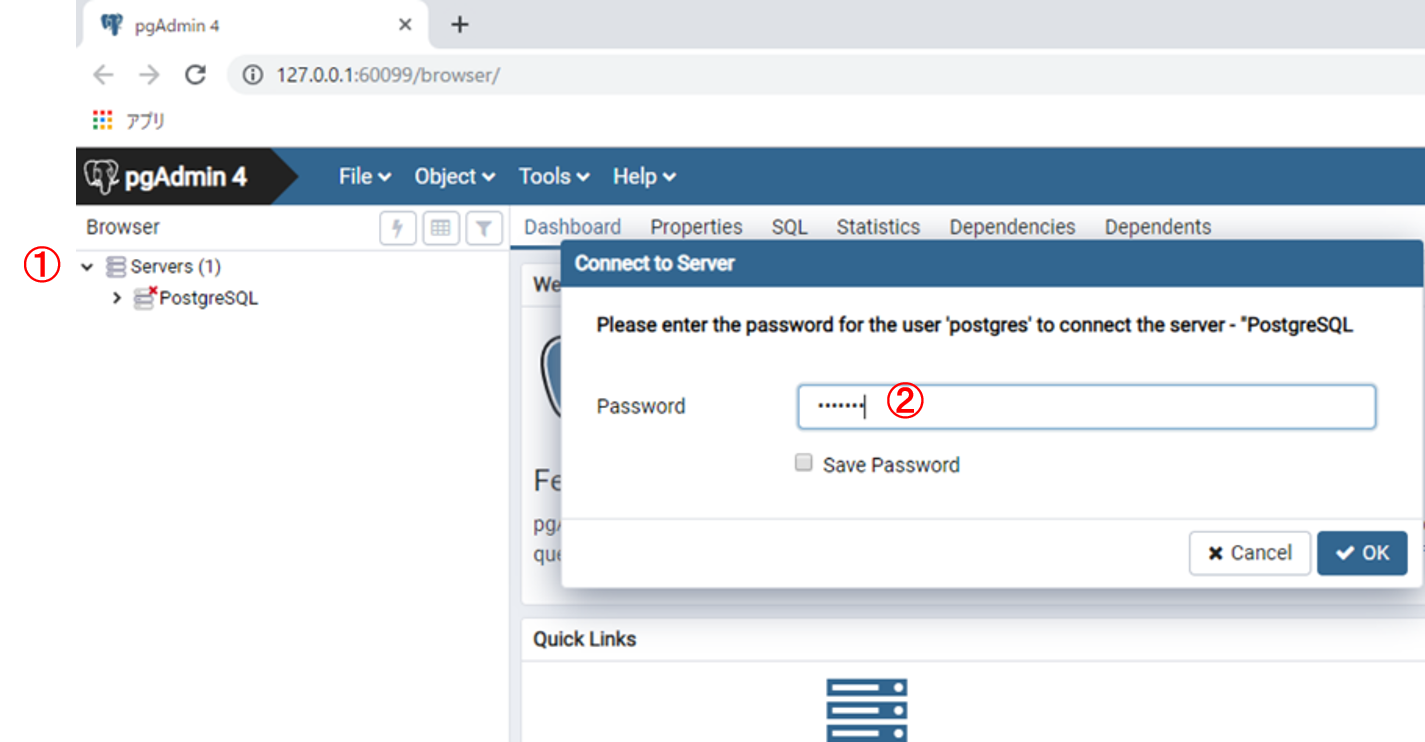 pgAdmin 4
127.0.0.1:60099/browser/
アプリ
pgAdmin 4 File Object Tools Help
Browser Dashboard Properties SQL Statistics Dependencies Dependents
① Servers (1)
PostgreSQL
Connect to Server
We
Please enter the password for the user 'postgres' to connect the server - "PostgreSQL
Password ••••••• ②
Save Password
Fe
pgA
que
Cancel OK
Quick Links